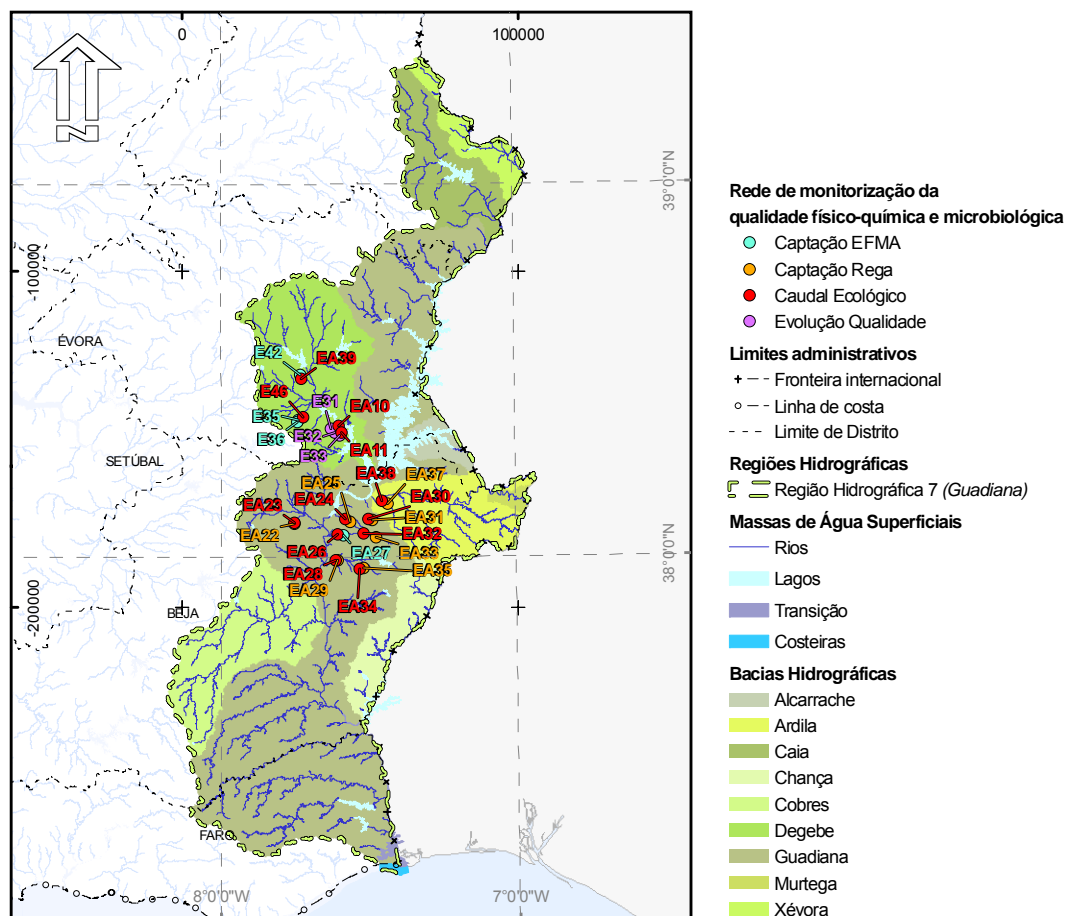 0
100000
N
39°0'0"N
-100000
ÉVORA
E42
EA39
E46
E31
EA10
E35
E36
E32
E33
EA11
SETÚBAL
EA38
EA37
EA25
EA24
EA30
EA23
EA31
EA22
EA32
EA26
EA27
EA33
38°0'0"N
EA28
EA35
EA29
EA34
-200000
BEJA
FARO
8°0'0"W
7°0'0"W
Rede de monitorização da
qualidade físico-química e microbiológica
Captação EFMA
Captação Rega
Caudal Ecológico
Evolução Qualidade
Limites administrativos
Fronteira internacional
Linha de costa
Limite de Distrito
Regiões Hidrográficas
Região Hidrográfica 7 (Guadiana)
Massas de Água Superficiais
Rios
Lagos
Transição
Costeiras
Bacias Hidrográficas
Alcarrache
Ardila
Caia
Chança
Cobres
Degebe
Guadiana
Murtega
Xévora